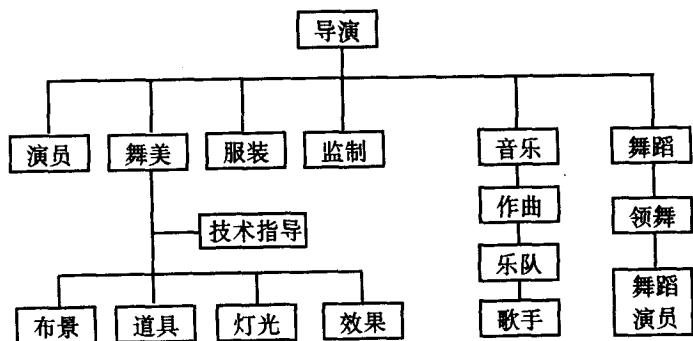 导演
演员
舞美
服装
监制
音乐
舞蹈
作曲
领舞
技术指导
乐队
舞蹈
演员
布景
道具
灯光
效果
歌手